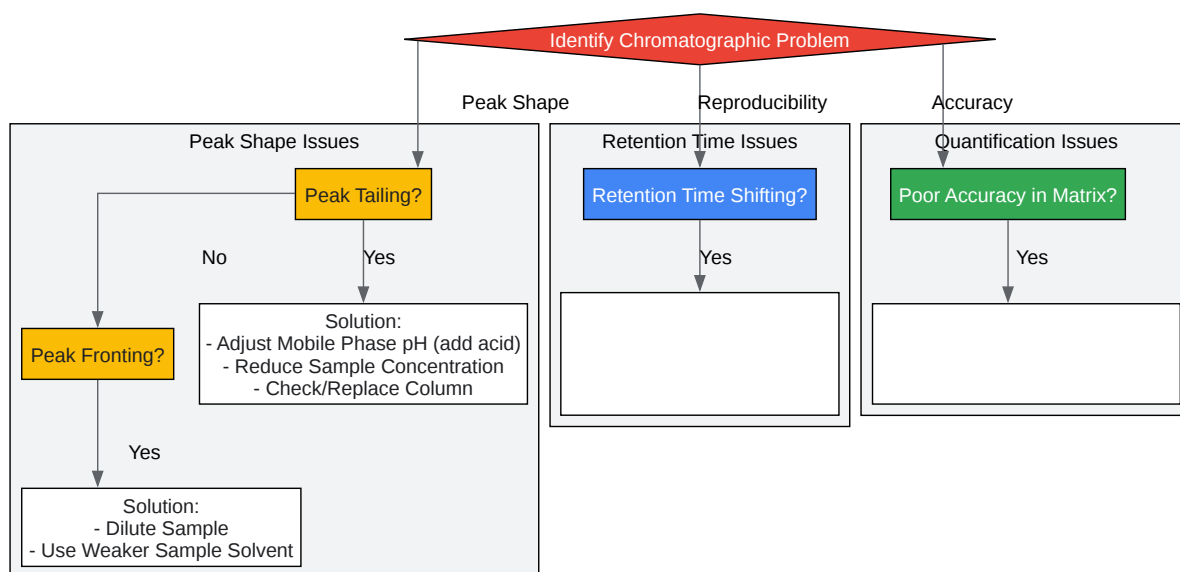 Identify Chromatographic Problem
Peak Shape
Reproducibility
Accuracy
Peak Shape Issues
Retention Time Issues
Quantification Issues
Peak Tailing?
Retention Time Shifting?
Poor Accuracy in Matrix?
No
Yes
Yes
Yes
Peak Fronting?
Solution:
- Adjust Mobile Phase pH (add acid)
- Reduce Sample Concentration
- Check/Replace Column
Yes
Solution:
- Dilute Sample
- Use Weaker Sample Solvent